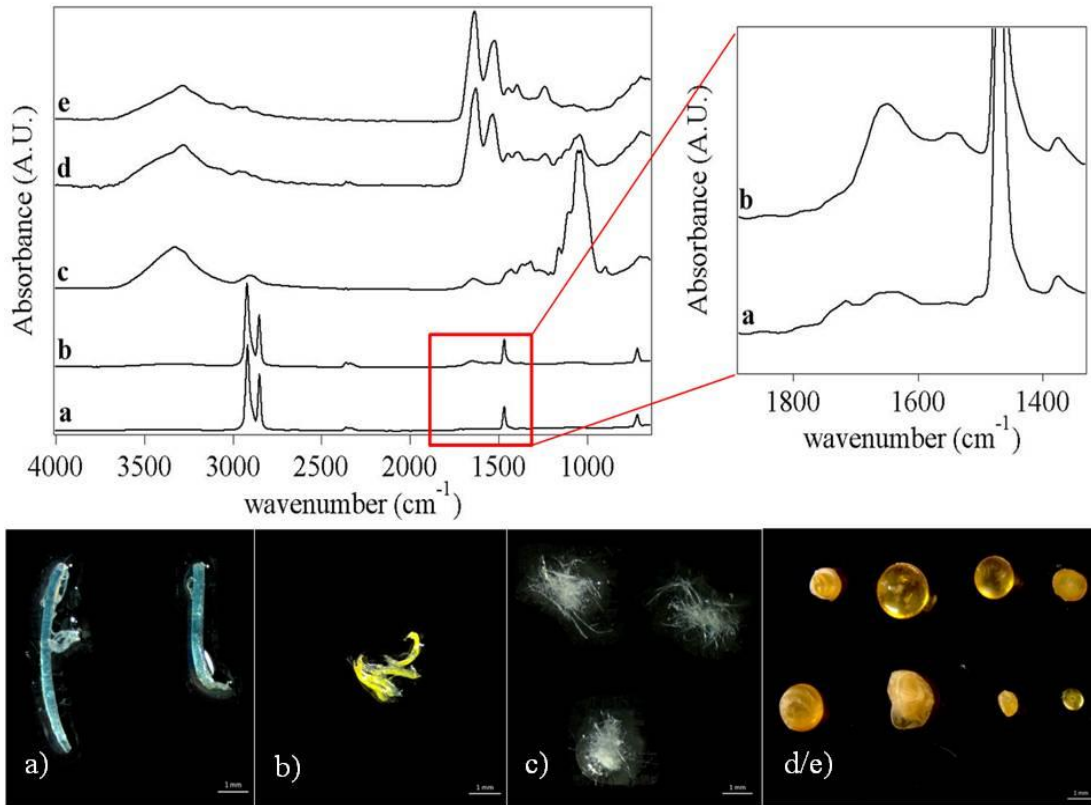 e
d
c
b
a
Absorbance (A.U.)
4000 3500 3000 2500 2000 1500 1000
wavenumber (cm⁻¹)
b
a
Absorbance (A.U.)
1800 1600 1400
wavenumber (cm⁻¹)
a)
1 mm
b)
1 mm
c)
1 mm
d/e)
1 mm